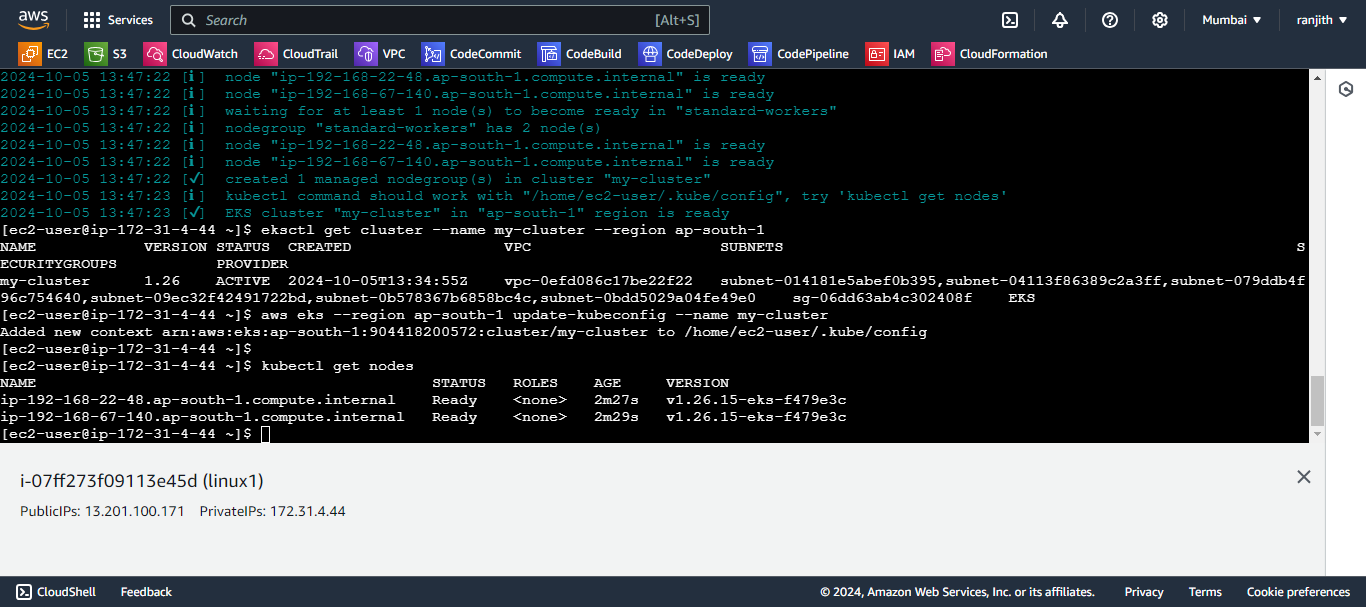 aws Services Search [Alt+S] Mumbai ▼ ranjith ▼
EC2 S3 CloudWatch CloudTrail VPC CodeCommit CodeBuild CodeDeploy CodePipeline IAM CloudFormation
2024-10-05 13:47:22 [ℹ]  node "ip-192-168-22-48.ap-south-1.compute.internal" is ready
2024-10-05 13:47:22 [ℹ]  node "ip-192-168-67-140.ap-south-1.compute.internal" is ready
2024-10-05 13:47:22 [ℹ]  waiting for at least 1 node(s) to become ready in "standard-workers"
2024-10-05 13:47:22 [ℹ]  nodegroup "standard-workers" has 2 node(s)
2024-10-05 13:47:22 [ℹ]  node "ip-192-168-22-48.ap-south-1.compute.internal" is ready
2024-10-05 13:47:22 [ℹ]  node "ip-192-168-67-140.ap-south-1.compute.internal" is ready
2024-10-05 13:47:22 [✓]  created 1 managed nodegroup(s) in cluster "my-cluster"
2024-10-05 13:47:23 [ℹ]  kubectl command should work with "/home/ec2-user/.kube/config", try 'kubectl get nodes'
2024-10-05 13:47:23 [✓]  EKS cluster "my-cluster" in "ap-south-1" region is ready
[ec2-user@ip-172-31-4-44 ~]$ eksctl get cluster --name my-cluster --region ap-south-1
NAME VERSION STATUS CREATED VPC SUBNETS S
ECURITYGROUPS PROVIDER
my-cluster 1.26 ACTIVE 2024-10-05T13:34:55Z vpc-0efd086c17be22f22 subnet-014181e5abef0b395,subnet-04113f86389c2a3ff,subnet-079ddb4f
96c754640,subnet-09ec32f42491722bd,subnet-0b578367b6858bc4c,subnet-0bdd5029a04fe49e0 sg-06dd63ab4c302408f EKS
[ec2-user@ip-172-31-4-44 ~]$ aws eks --region ap-south-1 update-kubeconfig --name my-cluster
Added new context arn:aws:eks:ap-south-1:904418200572:cluster/my-cluster to /home/ec2-user/.kube/config
[ec2-user@ip-172-31-4-44 ~]$
[ec2-user@ip-172-31-4-44 ~]$ kubectl get nodes
NAME STATUS ROLES AGE VERSION
ip-192-168-22-48.ap-south-1.compute.internal Ready <none> 2m27s v1.26.15-eks-f479e3c
ip-192-168-67-140.ap-south-1.compute.internal Ready <none> 2m29s v1.26.15-eks-f479e3c
[ec2-user@ip-172-31-4-44 ~]$
i-07ff273f09113e45d (linux1)
PublicIPs: 13.201.100.171 PrivateIPs: 172.31.4.44
CloudShell Feedback © 2024, Amazon Web Services, Inc. or its affiliates. Privacy Terms Cookie preferences